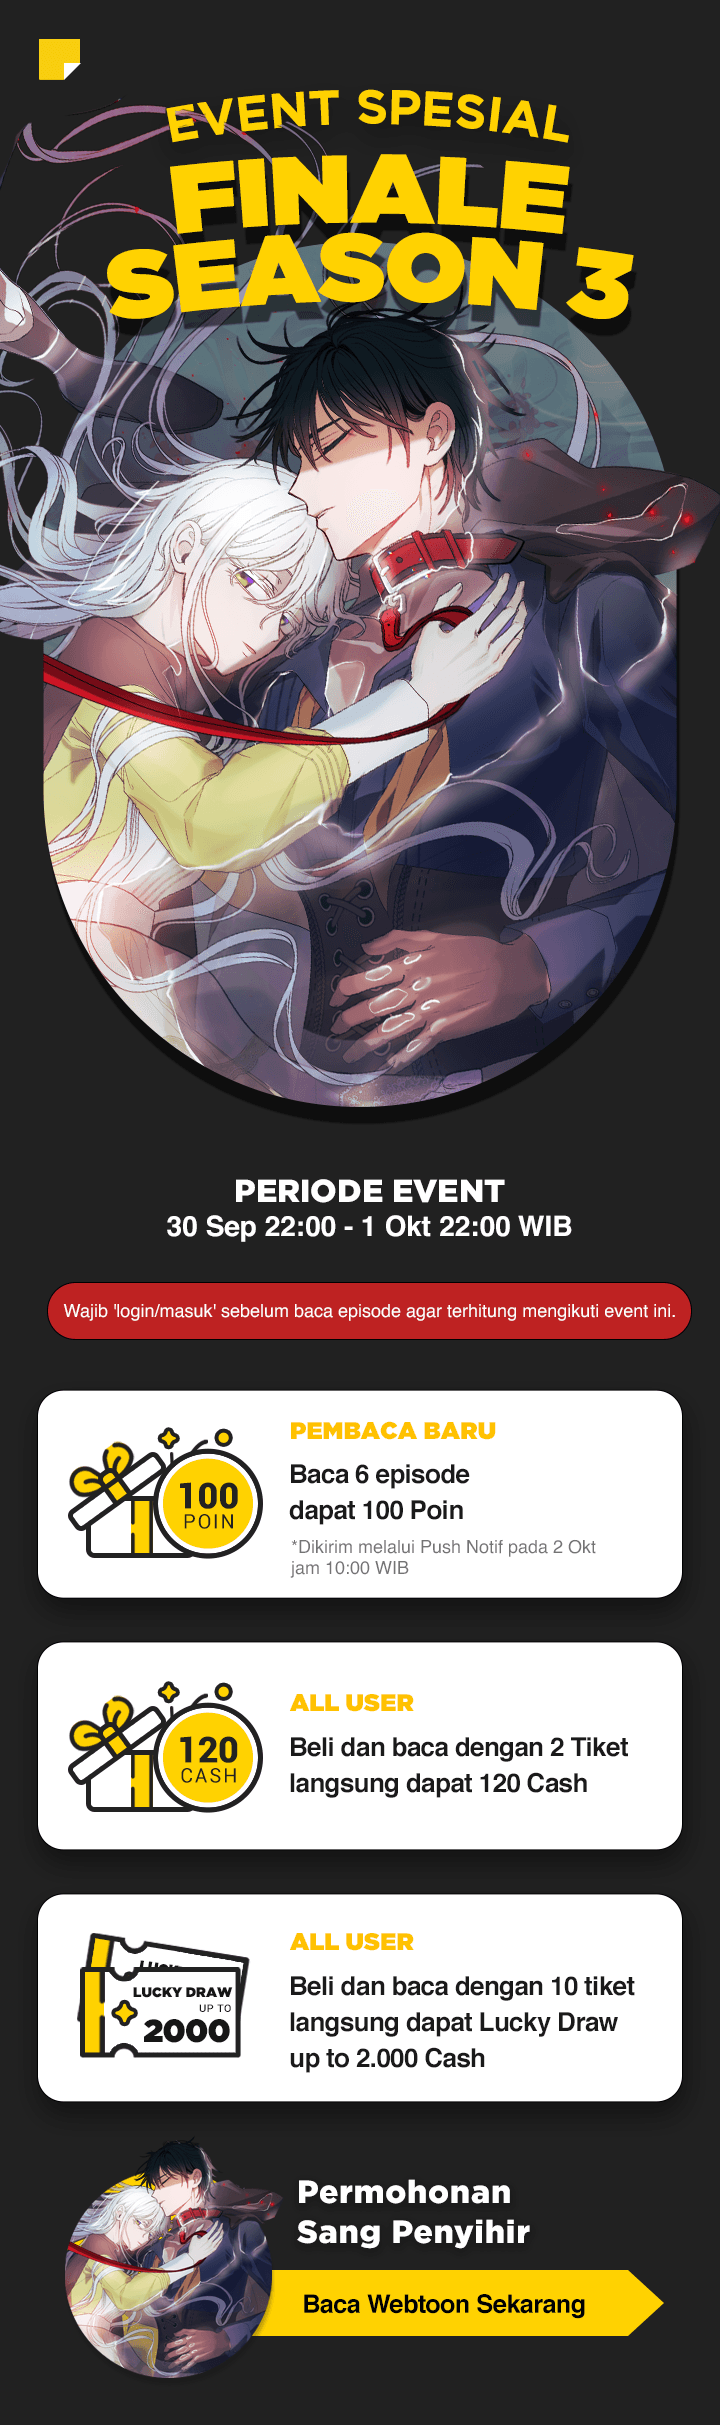 EVENT SPESIAL
FINALE
SEASON 3
PERIODE EVENT
30 Sep 22:00 - 1 Okt 22:00 WIB
Wajib 'login/masuk' sebelum baca episode agar terhitung mengikuti event ini.
100
POIN
PEMBACA BARU
Baca 6 episode
dapat 100 Poin
*Dikirim melalui Push Notif pada 2 Okt
jam 10:00 WIB
120
CASH
ALL USER
Beli dan baca dengan 2 Tiket
langsung dapat 120 Cash
LUCKY DRAW
UP TO
2000
ALL USER
Beli dan baca dengan 10 tiket
langsung dapat Lucky Draw
up to 2.000 Cash
Permohonan
Sang Penyihir
Baca Webtoon Sekarang